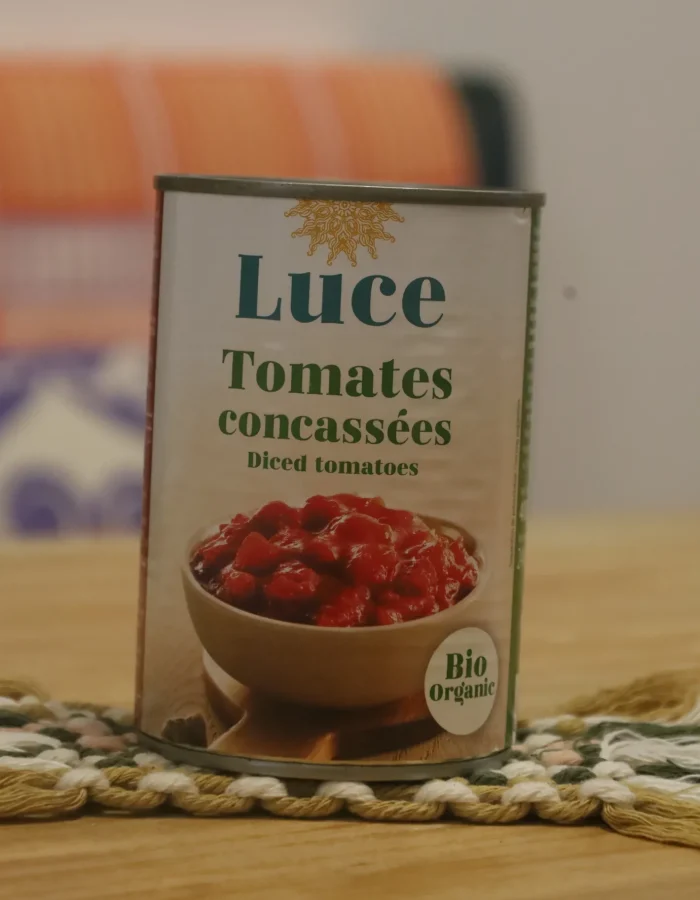 Luce
Tomates
concassées
Diced tomatoes
Bio
Organic